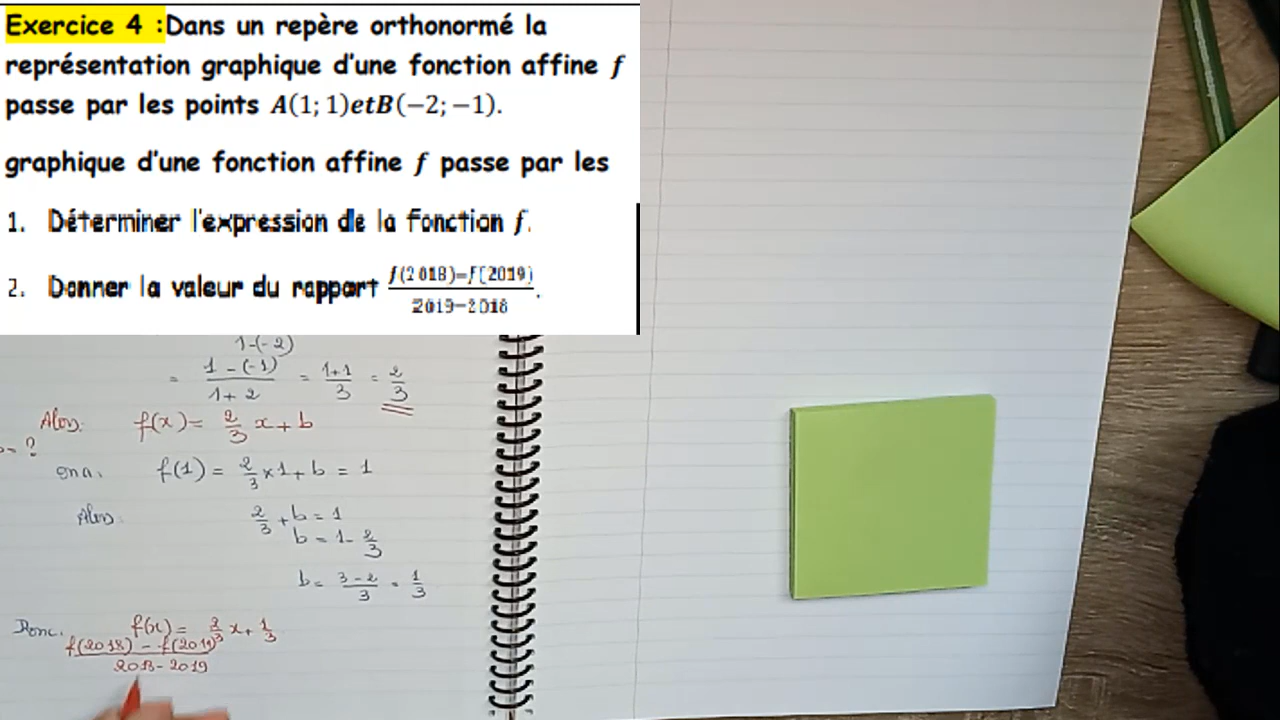 Exercice 4 :Dans un repère orthonormé la
représentation graphique d'une fonction affine f
passe par les points A(1; 1)etB(−2; −1).
graphique d'une fonction affine f passe par les
1. Déterminer l'expression de la fonction f.
2. Donner la valeur du rapport f(2018)−f(2019)
2019−2018 .
1-(-2)
= 1-(-1) / 1+2 = 1+1 / 3 = 2/3
Alors: f(x) = 2/3 x + b
= ?
on a. f(1) = 2/3 × 1 + b = 1
Alors: 2/3 + b = 1
b = 1 - 2/3
b = 3-2 / 3 = 1/3
Donc. f(x) = 2/3 x + 1/3
f(2018) - f(2019)
2018 - 2019